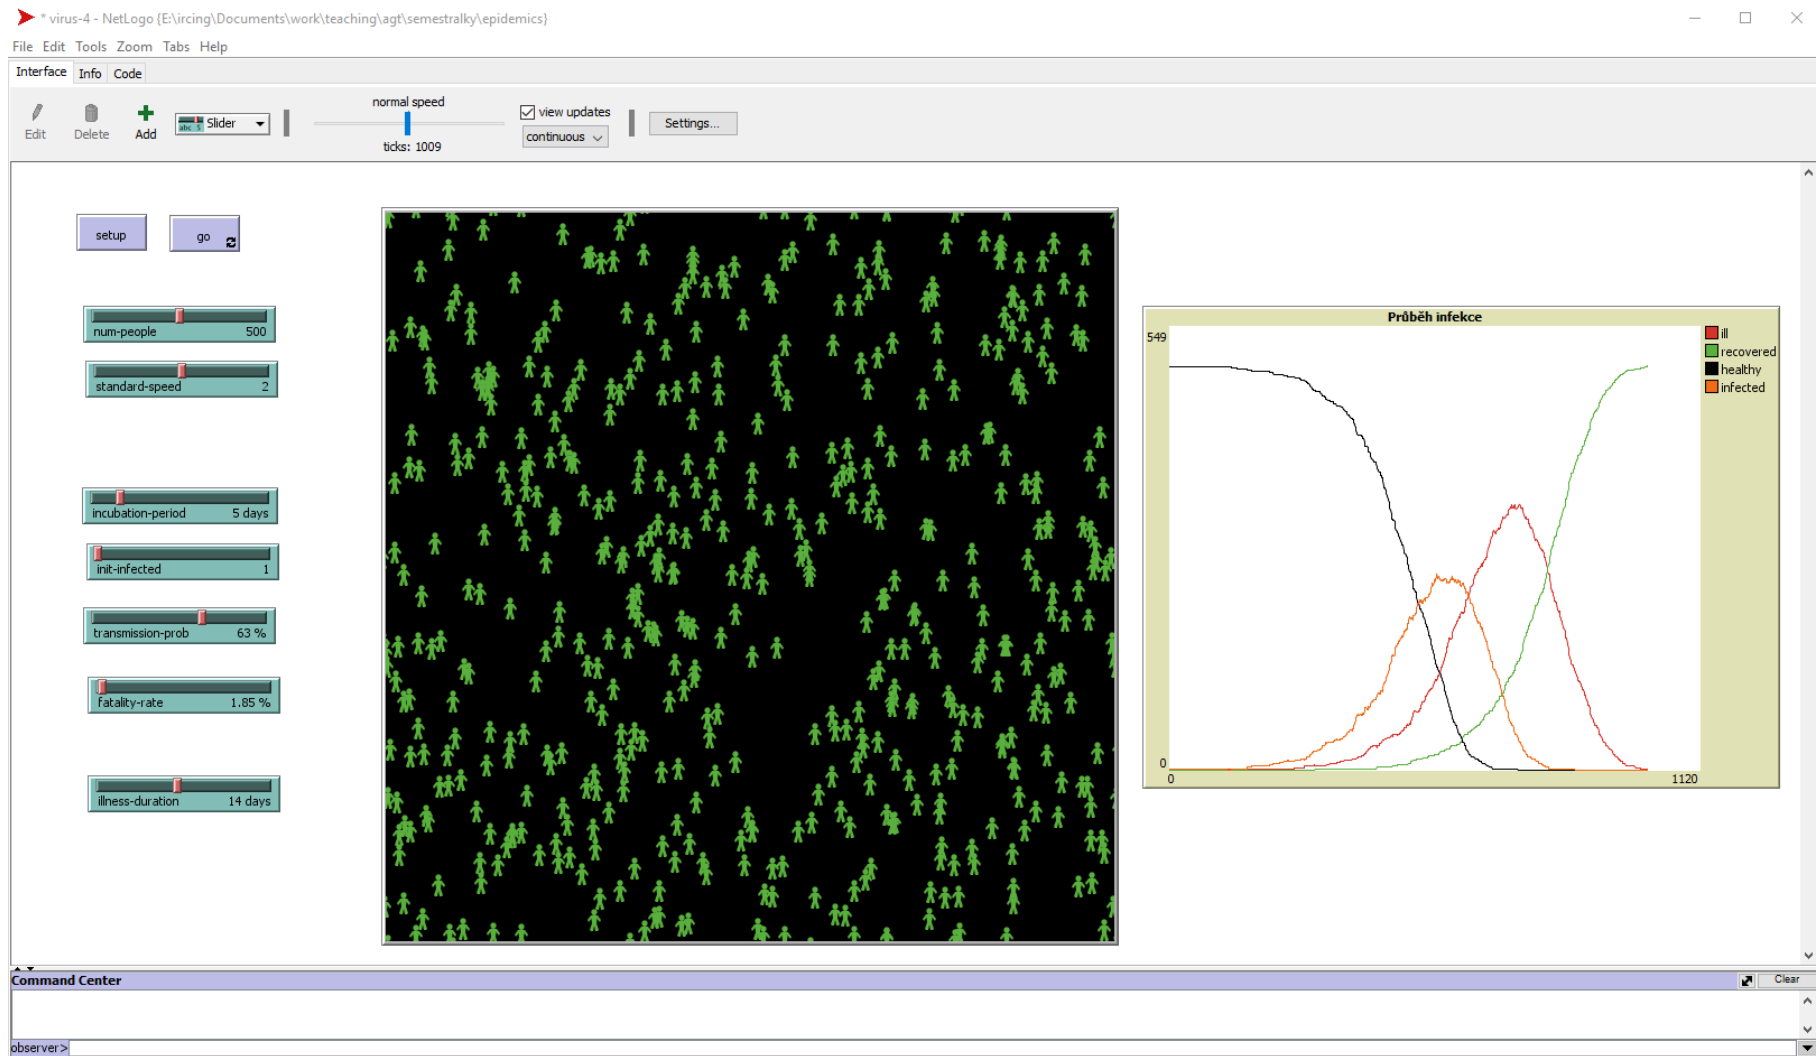 * virus-4 - NetLogo {E:\ircing\Documents\work\teaching\agt\semestralky\epidemics}
File Edit Tools Zoom Tabs Help
Interface Info Code
Edit Delete Add
abc 5 Slider
normal speed
ticks: 1009
view updates
continuous
Settings...
setup go
num-people 500
standard-speed 2
incubation-period 5 days
init-infected 1
transmission-prob 63 %
fatality-rate 1.85 %
illness-duration 14 days
Průběh infekce
549
0
0 1120
ill
recovered
healthy
infected
Command Center Clear
observer>